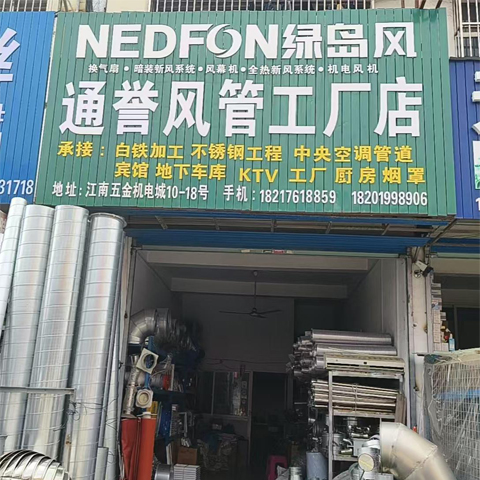 NEDFON绿岛风
换气扇·暗装新风系统·风幕机·全热新风系统·机电风机
通誉风管工厂店
承接：白铁加工 不锈钢工程 中央空调管道
宾馆 地下车库 KTV 工厂 厨房烟罩
地址：江南五金机电城10-18号 手机：18217618859 18201998906
31718